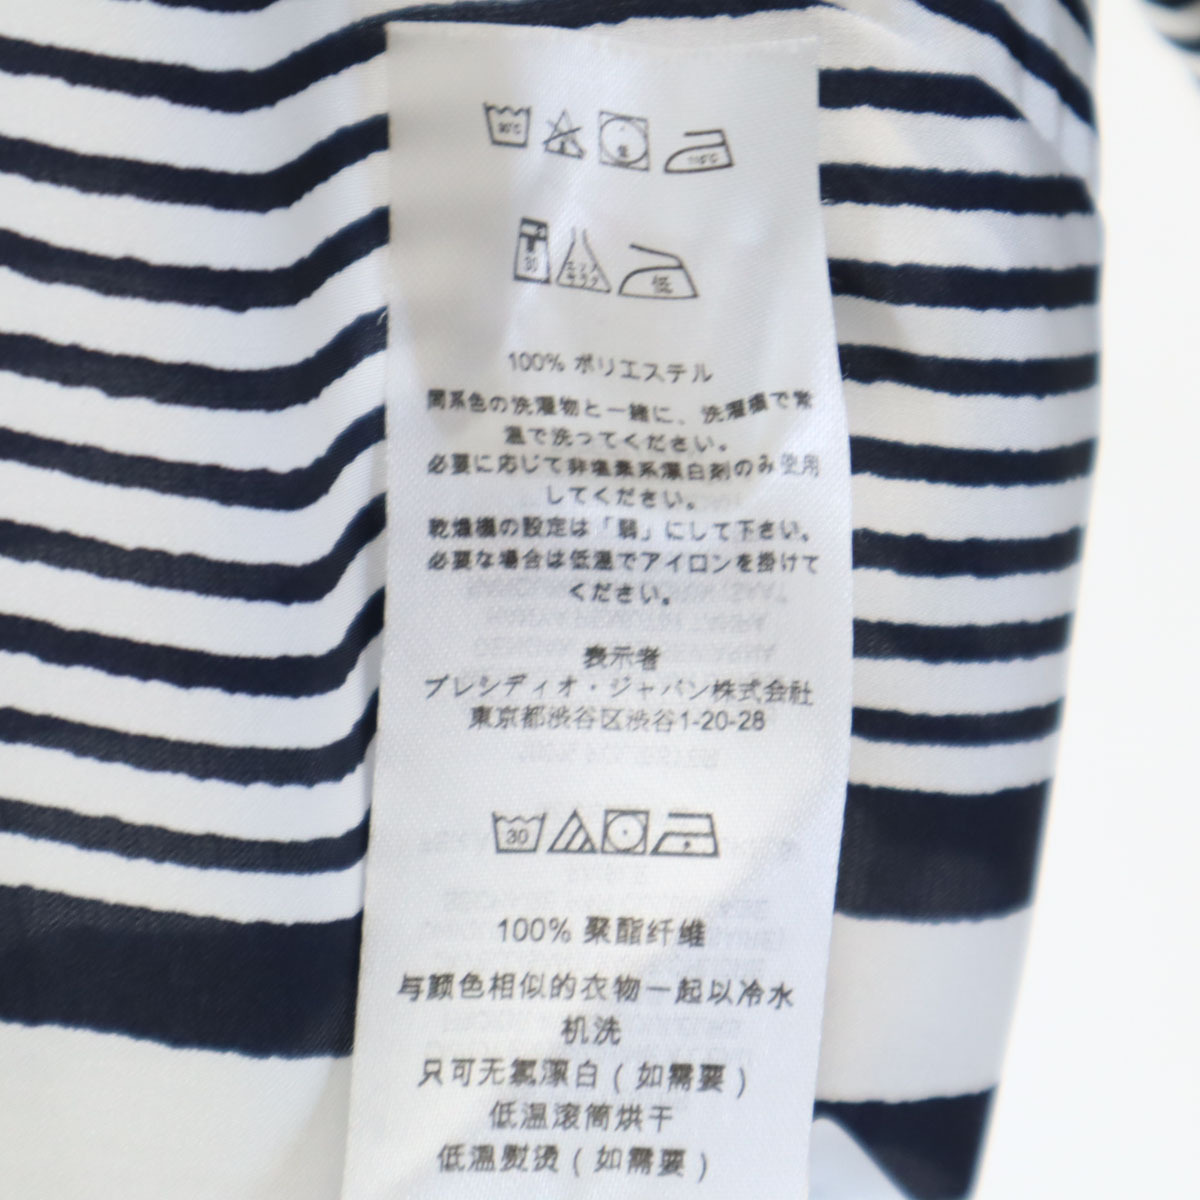 低
100% ポリエステル
同系色の洗濯物と一緒に、洗濯機で常
温で洗ってください。
必要に応じて非塩素系漂白剤のみ使用
してください。
乾燥機の設定は「弱」にして下さい。
必要な場合は低温でアイロンを掛けて
ください。
表示者
プレシディオ・ジャパン株式会社
東京都渋谷区渋谷1-20-28
30
100% 聚酯纤维
与颜色相似的衣物一起以冷水
机洗
只可无氯漂白 ( 如需要 )
低温滚筒烘干
低温熨烫 ( 如需要 )